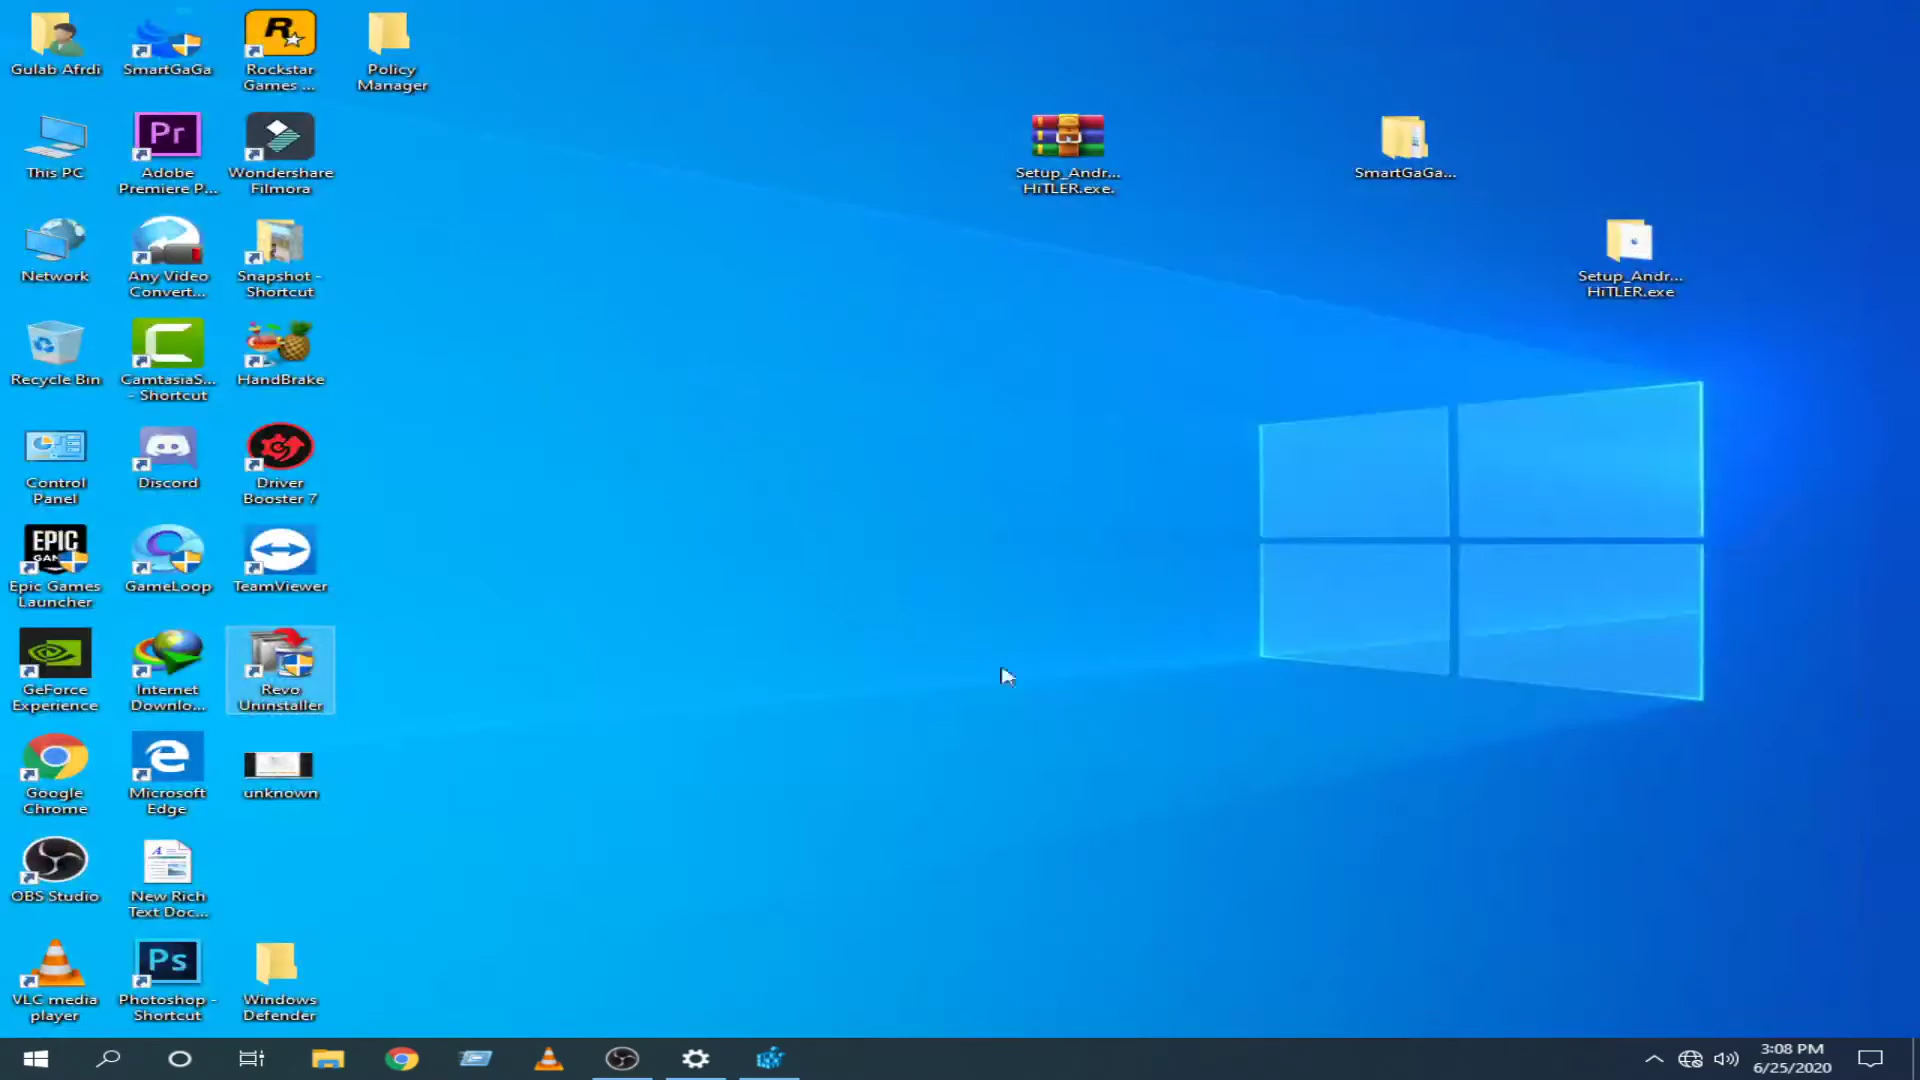 Gulab Afrdi
SmartGaGa
Rockstar
Games ...
Policy
Manager
This PC
Pr
Adobe
Premiere P...
Wondershare
Filmora
Setup_Andr...
HiTLER.exe.
SmartGaGa...
Network
Any Video
Convert...
Snapshot -
Shortcut
Setup_Andr...
HiTLER.exe
Recycle Bin
CamtasiaS...
- Shortcut
HandBrake
Control
Panel
Discord
Driver
Booster 7
EPIC
GAMES
Epic Games
Launcher
GameLoop
TeamViewer
GeForce
Experience
Internet
Downlo...
Revo
Uninstaller
Google
Chrome
Microsoft
Edge
unknown
OBS Studio
New Rich
Text Doc...
VLC media
player
Ps
Photoshop -
Shortcut
Windows
Defender
3:08 PM
6/25/2020